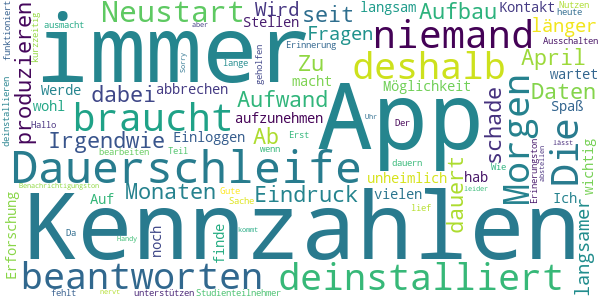 funktioniert
produzieren
Kurzzeitig
ausmacht
Neustart
Wird
aber
Stellen
seit
langsam
Fragen
Erinnerung
Aufbau
niemand
Kontakt
Nutzen
heute
länger
Ausschalten
immer
Sorry
lange
geholfen
Zu
macht
deshalb
Möglichkeit
April
wartet
Daten
Spaß
deinstallieren
Werde
wohl
dabei
abbrechen
Aufwand
braucht
aufzunehmen
Uhr
App
Der
schade
Morgen
Erinnerungston
Die
lässt
abstellen
wichtig
Hallo
Irgendwie
Einloggen
Ab
bearbeiten
Teil
wenn
Erst
dauern
Wie
Dauerschleife
unheimlich
hab
Erforschung
Benachrichtigungston
Monaten
Gute
Sache
Eindruck
vielen
dauert
leider
Ich
langsamer
Auf
noch
finde
lief
Da
Handy
kommt
Kennzahlen
beantworten
deinstalliert
fehlt
nervt
unterstützen
Studienteilnehmer